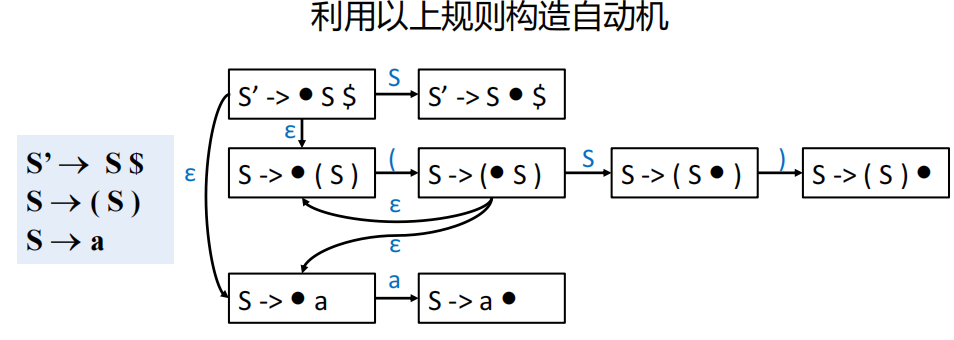 利用以上规则构造自动机
S’ → S $
S → ( S )
S → a
S’ -> • S $
S
S’ -> S • $
ε
ε
S -> • ( S )
(
S -> (• S )
S
S -> ( S • )
)
S -> ( S ) •
ε
ε
S -> • a
a
S -> a •